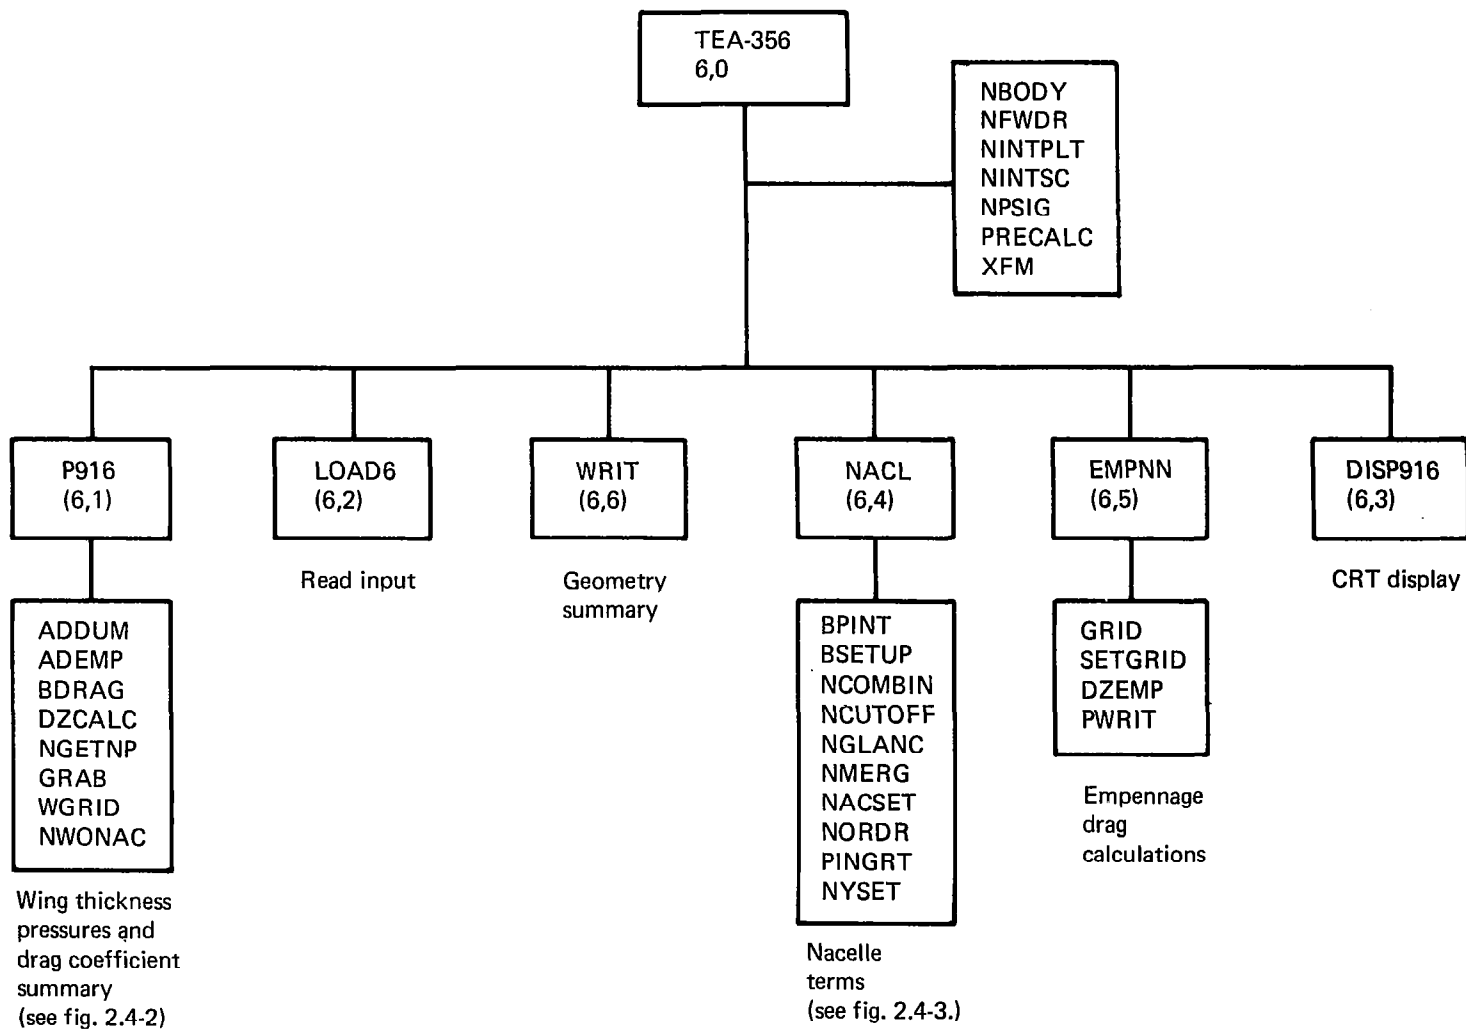 TEA-356
6,0
NBODY
NFWDR
NINTPLT
NINTSC
NPSIG
PRECALC
XFM
P916
(6,1)
LOAD6
(6,2)
WRIT
(6,6)
NACL
(6,4)
EMPNN
(6,5)
DISP916
(6,3)
Read input
Geometry
summary
CRT display
ADDUM
ADEMP
BDRAG
DZCALC
NGETNP
GRAB
WGRID
NWONAC
BPINT
BSETUP
NCOMBIN
NCUTOFF
NGLANC
NMERG
NACSET
NORDR
PINGRT
NYSET
GRID
SETGRID
DZEMP
PWRIT
Empennage
drag
calculations
Wing thickness
pressures and
drag coefficient
summary
(see fig. 2.4-2)
Nacelle
terms
(see fig. 2.4-3.)